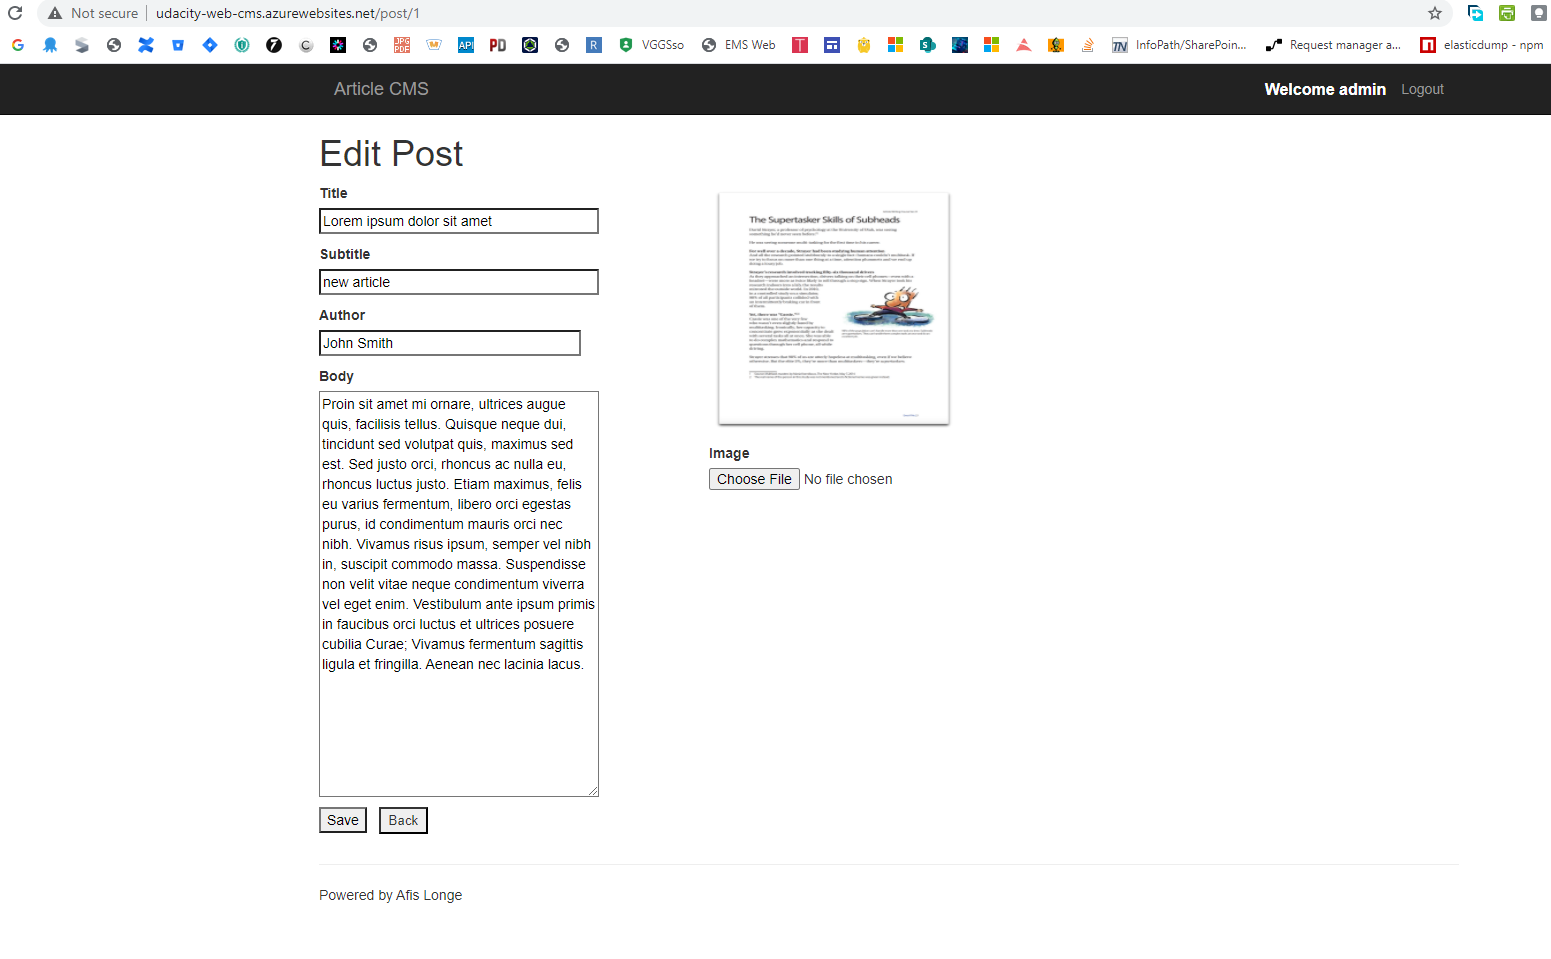 Not secure | udacity-web-cms.azurewebsites.net/post/1
G 7 C JPG PDF API PD R VGGSso EMS Web T S InfoPath/SharePoin... Request manager a... elasticdump - npm
Article CMS Welcome admin Logout
Edit Post
Title
Lorem ipsum dolor sit amet
Subtitle
new article
Author
John Smith
Body
Proin sit amet mi ornare, ultrices augue
quis, facilisis tellus. Quisque neque dui,
tincidunt sed volutpat quis, maximus sed
est. Sed justo orci, rhoncus ac nulla eu,
rhoncus luctus justo. Etiam maximus, felis
eu varius fermentum, libero orci egestas
purus, id condimentum mauris orci nec
nibh. Vivamus risus ipsum, semper vel nibh
in, suscipit commodo massa. Suspendisse
non velit vitae neque condimentum viverra
vel eget enim. Vestibulum ante ipsum primis
in faucibus orci luctus et ultrices posuere
cubilia Curae; Vivamus fermentum sagittis
ligula et fringilla. Aenean nec lacinia lacus.
Save Back
The Supertasker Skills of Subheads
Image
Choose File No file chosen
Powered by Afis Longe